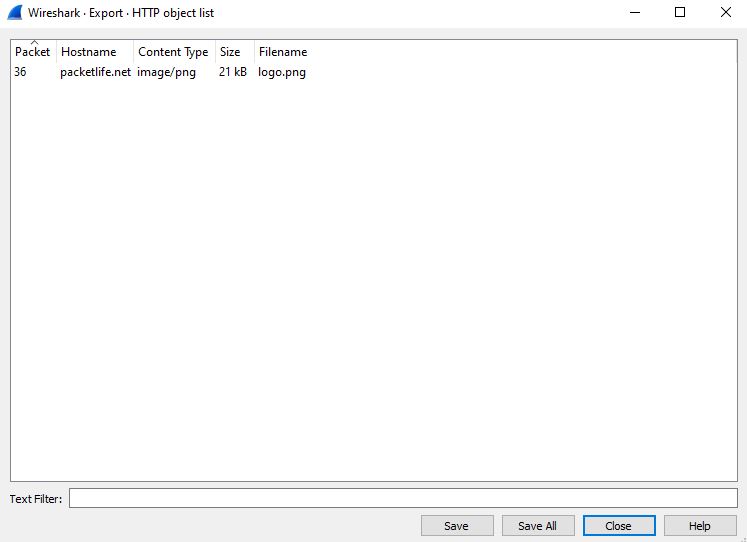 Wireshark · Export · HTTP object list
Packet Hostname Content Type Size Filename
36 packetlife.net image/png 21 kB logo.png
Text Filter:
Save Save All Close Help